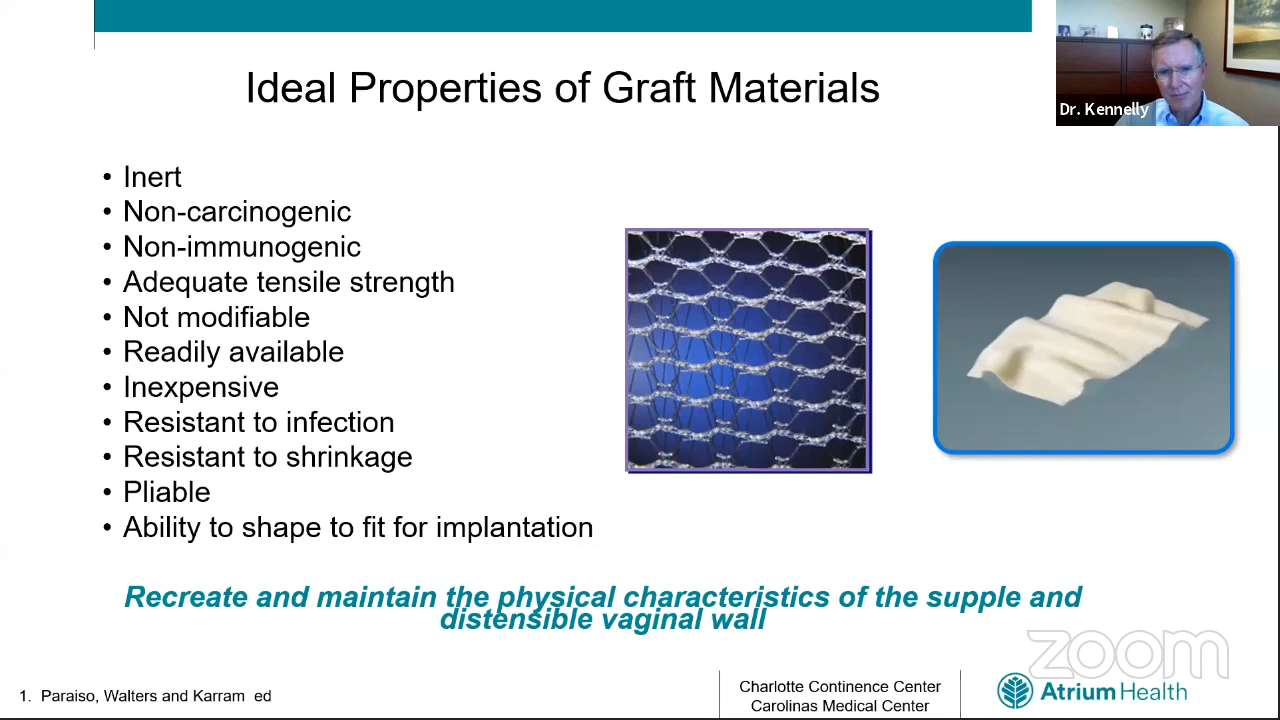 Ideal Properties of Graft Materials
Dr. Kennelly
• Inert
• Non-carcinogenic
• Non-immunogenic
• Adequate tensile strength
• Not modifiable
• Readily available
• Inexpensive
• Resistant to infection
• Resistant to shrinkage
• Pliable
• Ability to shape to fit for implantation
Recreate and maintain the physical characteristics of the supple and
distensible vaginal wall
zoom
1. Paraiso, Walters and Karram ed
Charlotte Continence Center
Carolinas Medical Center
Atrium Health